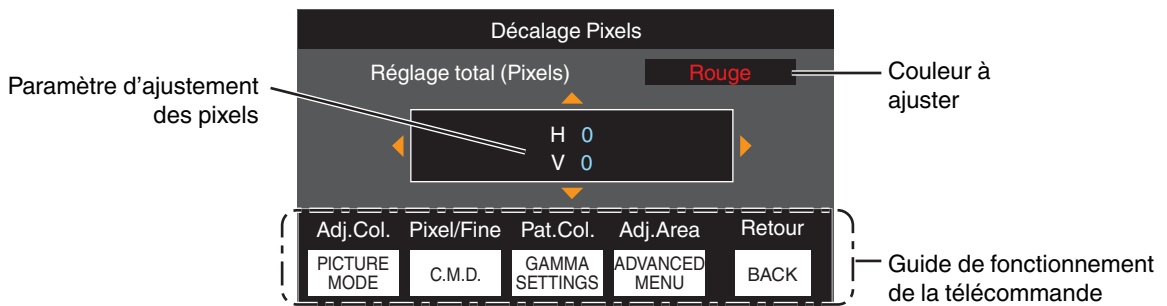 Décalage Pixels
Réglage total (Pixels) Rouge
Paramètre d'ajustement
des pixels
Couleur à
ajuster
H 0
V 0
Adj.Col. Pixel/Fine Pat.Col. Adj.Area Retour
PICTURE
MODE
C.M.D.
GAMMA
SETTINGS
ADVANCED
MENU
BACK
Guide de fonctionnement
de la télécommande